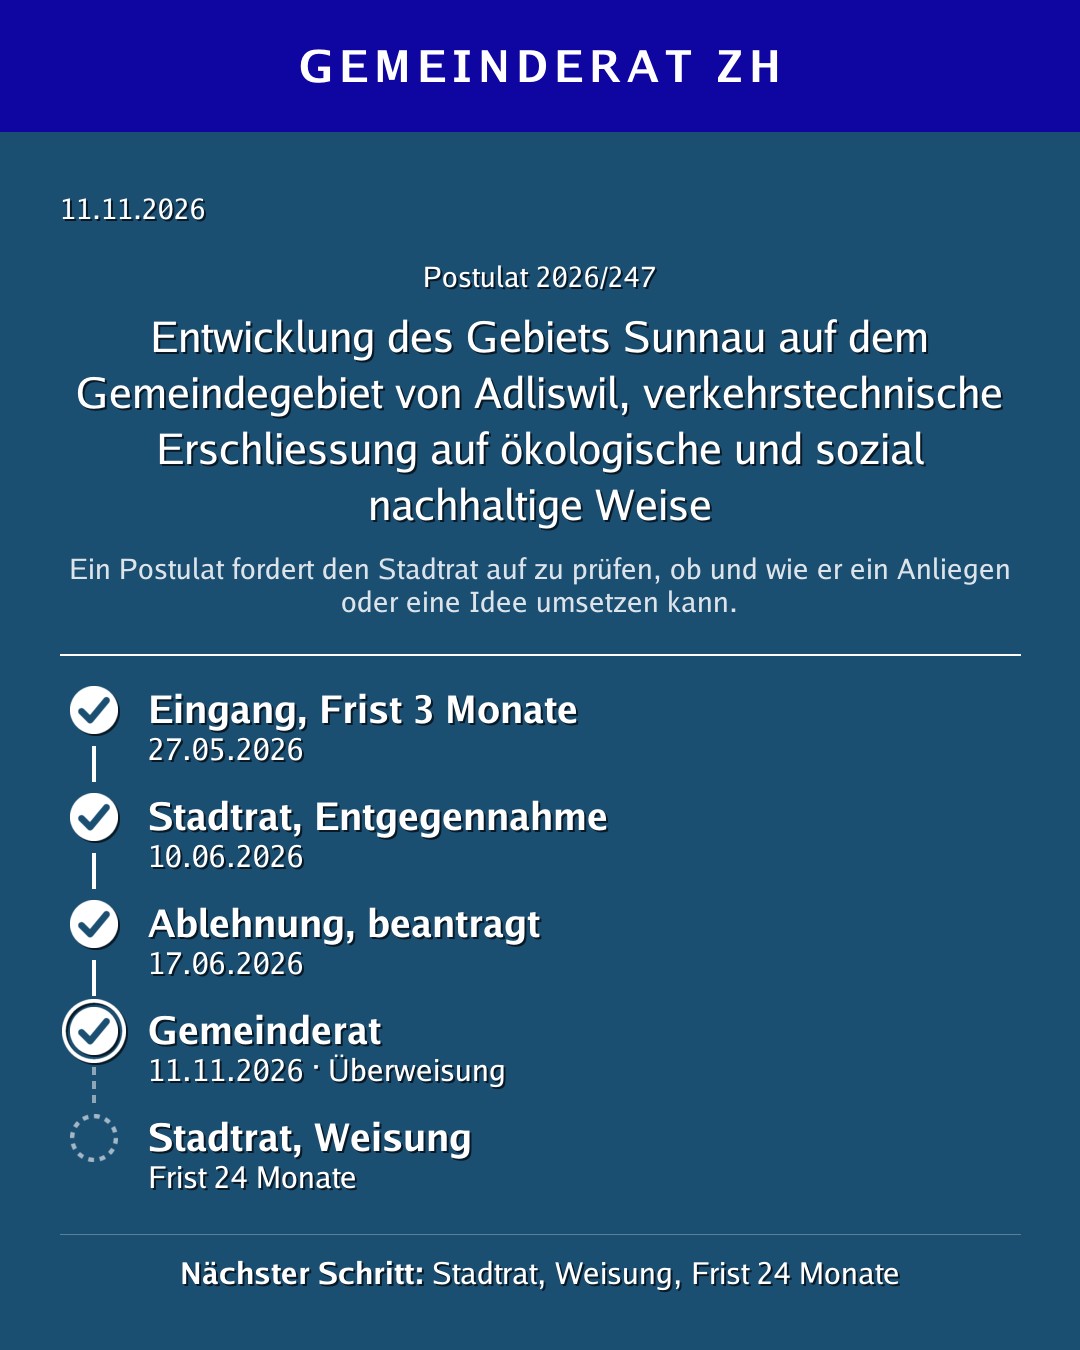 GEMEINDERAT ZH
11.11.2026
Postulat 2026/247
Entwicklung des Gebiets Sunnau auf dem
Gemeindegebiet von Adliswil, verkehrstechnische
Erschliessung auf ökologische und sozial
nachhaltige Weise
Ein Postulat fordert den Stadtrat auf zu prüfen, ob und wie er ein Anliegen
oder eine Idee umsetzen kann.
Eingang, Frist 3 Monate
27.05.2026
Stadtrat, Entgegennahme
10.06.2026
Ablehnung, beantragt
17.06.2026
Gemeinderat
11.11.2026 · Überweisung
Stadtrat, Weisung
Frist 24 Monate
Nächster Schritt: Stadtrat, Weisung, Frist 24 Monate